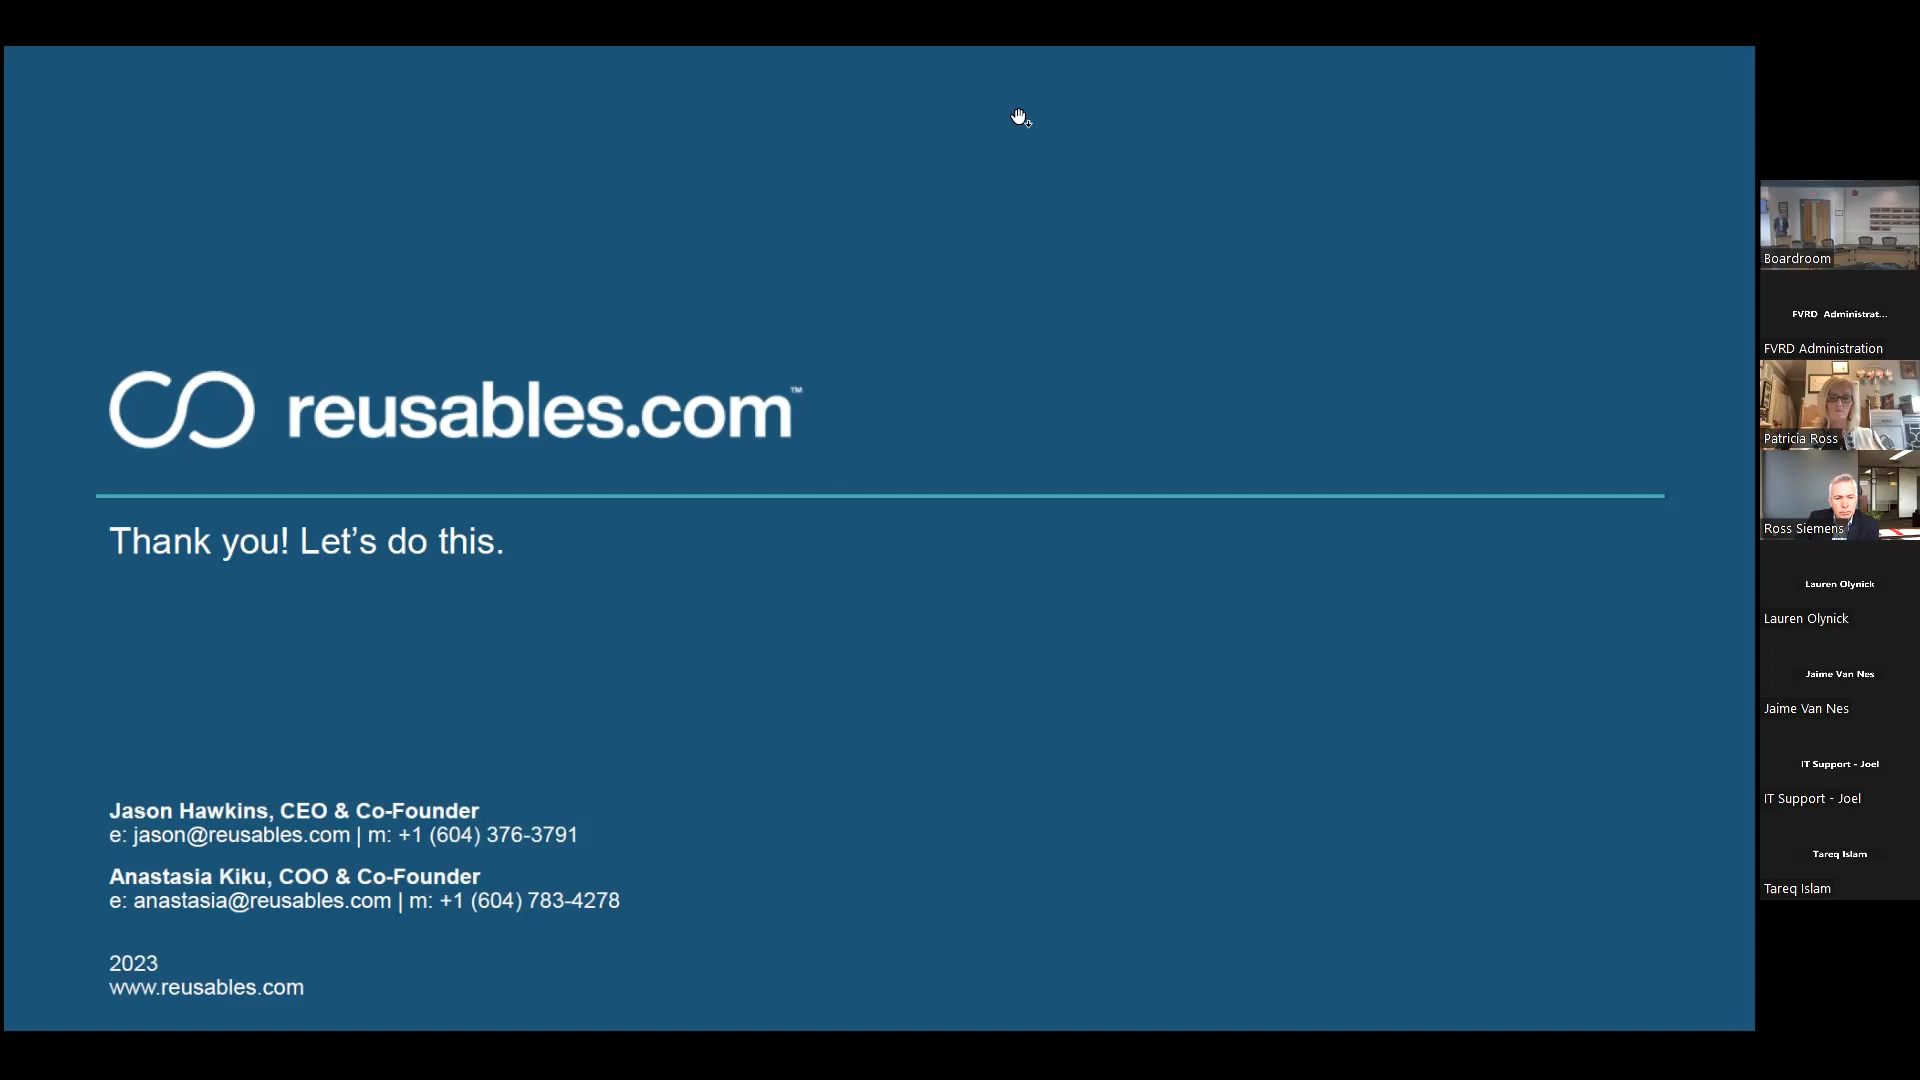 reusables.com™
Thank you! Let's do this.
Jason Hawkins, CEO & Co-Founder
e: jason@reusables.com | m: +1 (604) 376-3791
Anastasia Kiku, COO & Co-Founder
e: anastasia@reusables.com | m: +1 (604) 783-4278
2023
www.reusables.com
Boardroom
FVRD Administrat...
FVRD Administration
Patricia Ross
Ross Siemens
Lauren Olynick
Lauren Olynick
Jaime Van Nes
Jaime Van Nes
IT Support - Joel
IT Support - Joel
Tareq Islam
Tareq Islam